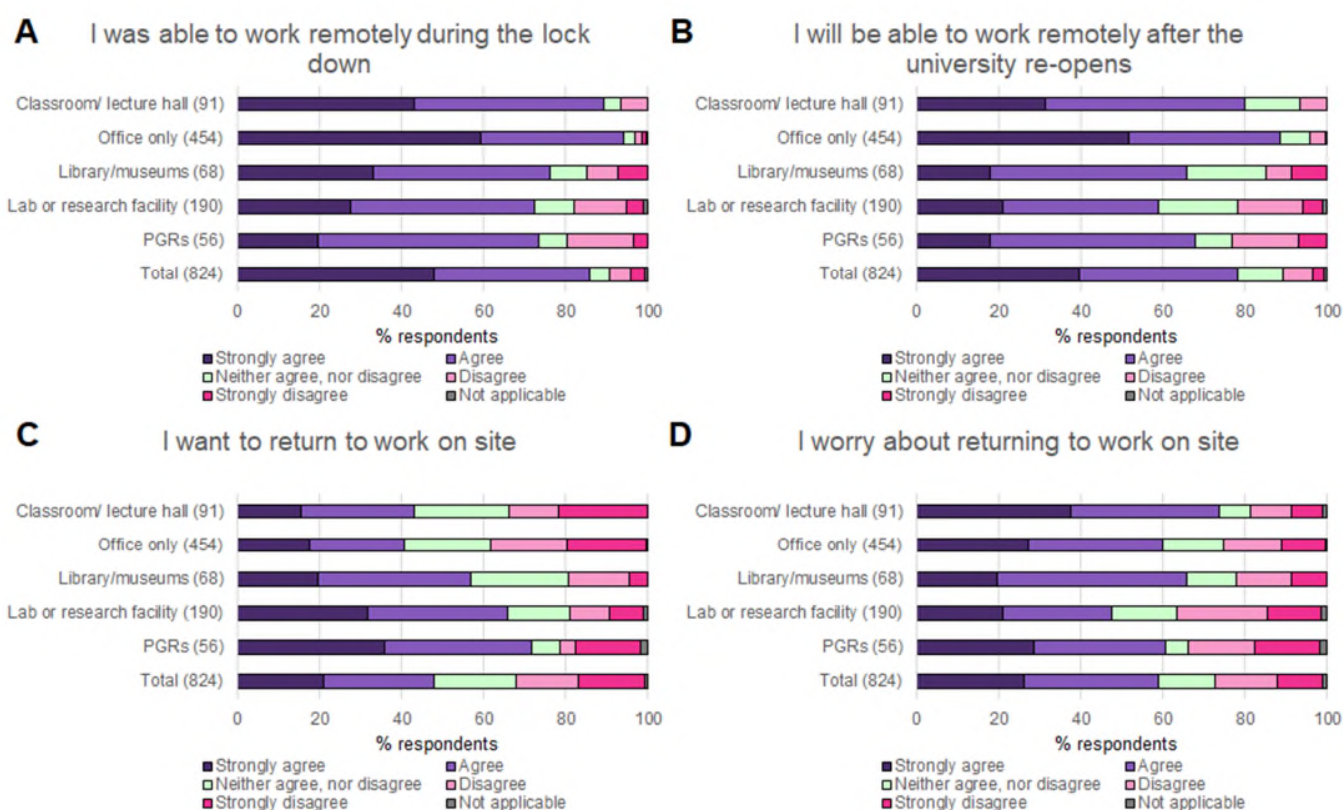 A
I was able to work remotely during the lock
down
Classroom/ lecture hall (91)
Office only (454)
Library/museums (68)
Lab or research facility (190)
PGRs (56)
Total (824)
0 20 40 60 80 100
% respondents
Strongly agree Agree
Neither agree, nor disagree Disagree
Strongly disagree Not applicable
B
I will be able to work remotely after the
university re-opens
Classroom/ lecture hall (91)
Office only (454)
Library/museums (68)
Lab or research facility (190)
PGRs (56)
Total (824)
0 20 40 60 80 100
% respondents
Strongly agree Agree
Neither agree, nor disagree Disagree
Strongly disagree Not applicable
C
I want to return to work on site
Classroom/ lecture hall (91)
Office only (454)
Library/museums (68)
Lab or research facility (190)
PGRs (56)
Total (824)
0 20 40 60 80 100
% respondents
Strongly agree Agree
Neither agree, nor disagree Disagree
Strongly disagree Not applicable
D
I worry about returning to work on site
Classroom/ lecture hall (91)
Office only (454)
Library/museums (68)
Lab or research facility (190)
PGRs (56)
Total (824)
0 20 40 60 80 100
% respondents
Strongly agree Agree
Neither agree, nor disagree Disagree
Strongly disagree Not applicable